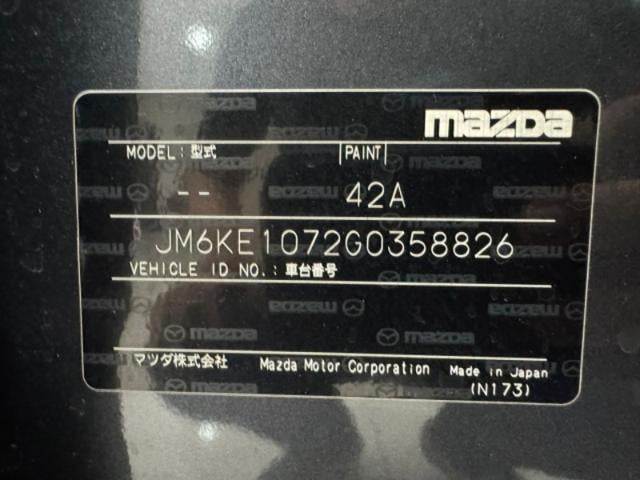 mazda
MODEL : 型式 PAINT
-- 42A
JM6KE1072G0358826
VEHICLE ID NO. : 車台番号
マツダ株式会社 Mazda Motor Corporation Made in Japan
(N173)